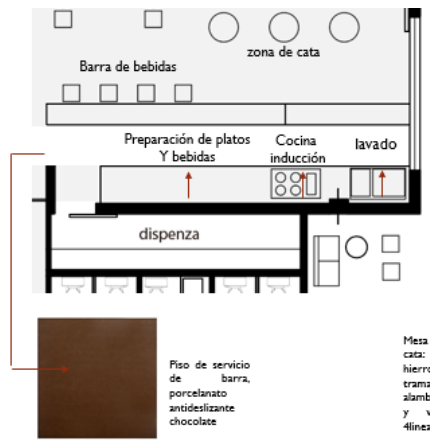 zona de cata
Barra de bebidas
Preparación de platos
Y bebidas
Cocina
inducción
lavado
dispenza
Piso de servicio
de barra,
porcelanato
antideslizante
chocolate
Mesa
cata:
hierro
trama
alamb
y v
4linea